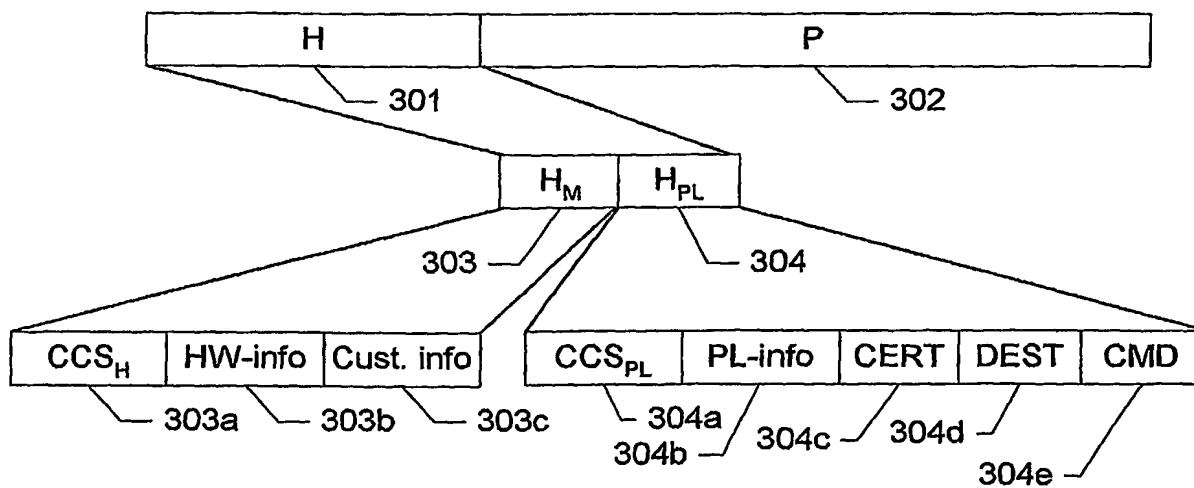 H P
301 302
H_M H_PL
303 304
CCS_H HW-info Cust. info CCS_PL PL-info CERT DEST CMD
303a 303b 303c 304a 304b 304c 304d 304e